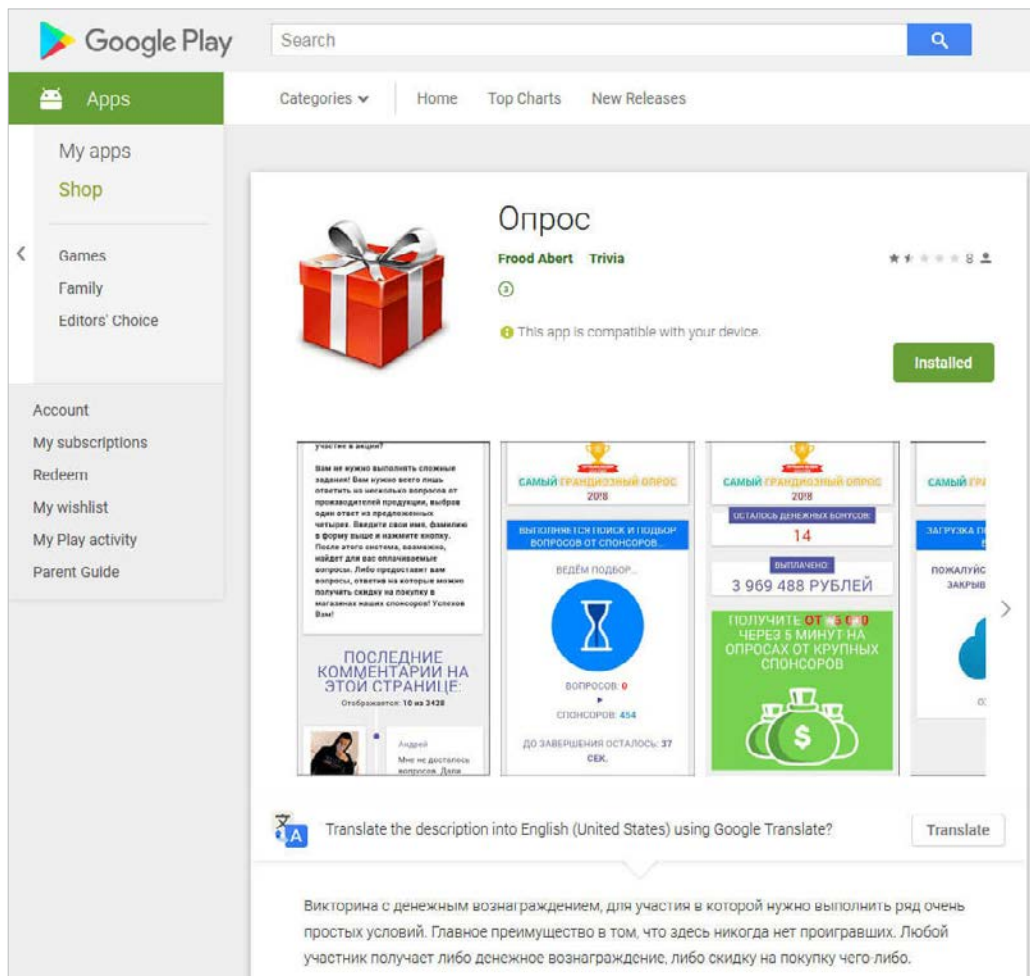 Google Play
Search
Apps
Categories
Home
Top Charts
New Releases
My apps
Shop
Games
Family
Editors' Choice
Account
My subscriptions
Redeem
My wishlist
My Play activity
Parent Guide
Опрос
Frood Abert Trivia
8
3
This app is compatible with your device.
Installed
участие в акции?
Вам не нужно выполнять сложные
задания! Вам нужно всего лишь
ответить на несколько вопросов от
производителей продукции, выбрав
один ответ из предложенных
четырех. Введите свои имя, фамилию
в форму выше и нажмите кнопку.
После этого система, возможно,
найдет для вас оплачиваемые
вопросы. Либо предоставит вам
вопросы, ответив на которые можно
получить скидку на покупку в
магазинах наших спонсоров! Успехов
Вам!
ПОСЛЕДНИЕ
КОММЕНТАРИИ НА
ЭТОЙ СТРАНИЦЕ:
Отображается: 10 из 3428
Андрей
Мне не досталось
вопросов. Дали
САМЫЙ ГРАНДИОЗНЫЙ ОПРОС
2018
ВЫПОЛНЯЕТСЯ ПОИСК И ПОДБОР
ВОПРОСОВ ОТ СПОНСОРОВ...
ВЕДЁМ ПОДБОР...
ВОПРОСОВ: 0
СПОНСОРОВ: 454
ДО ЗАВЕРШЕНИЯ ОСТАЛОСЬ: 37
СЕК.
САМЫЙ ГРАНДИОЗНЫЙ ОПРОС
2018
ОСТАЛОСЬ ДЕНЕЖНЫХ БОНУСОВ:
14
ВЫПЛАЧЕНО:
3 969 488 РУБЛЕЙ
ПОЛУЧИТЕ ОТ
ЧЕРЕЗ 5 МИНУТ НА
ОПРОСАХ ОТ КРУПНЫХ
СПОНСОРОВ
$
САМЫЙ ГРА
ЗАГРУЗКА П
ПОЖАЛУЙС
ЗАКРЫВ
Translate the description into English (United States) using Google Translate?
Translate
Викторина с денежным вознаграждением, для участия в которой нужно выполнить ряд очень
простых условий. Главное преимущество в том, что здесь никогда нет проигравших. Любой
участник получает либо денежное вознаграждение, либо скидку на покупку чего-либо.